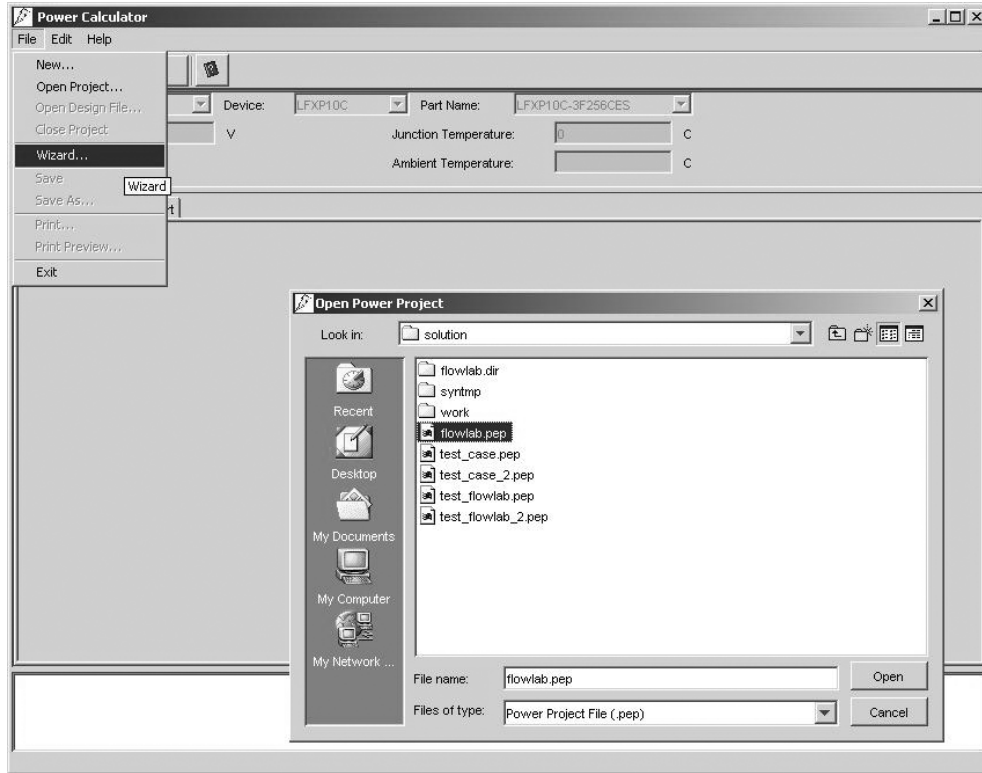 Power Calculator
File Edit Help
New...
Open Project...
Open Design File...
Close Project
Wizard...
Save
Save As...
Print...
Print Preview...
Exit
Wizard
Device: LFXP10C Part Name: LFXP10C-3F256CES
V Junction Temperature: 0 C
Ambient Temperature: C
Open Power Project
Look in: solution
Recent
Desktop
My Documents
My Computer
My Network ...
flowlab.dir
syntmp
work
flowlab.pep
test_case.pep
test_case_2.pep
test_flowlab.pep
test_flowlab_2.pep
File name: flowlab.pep Open
Files of type: Power Project File (.pep) Cancel